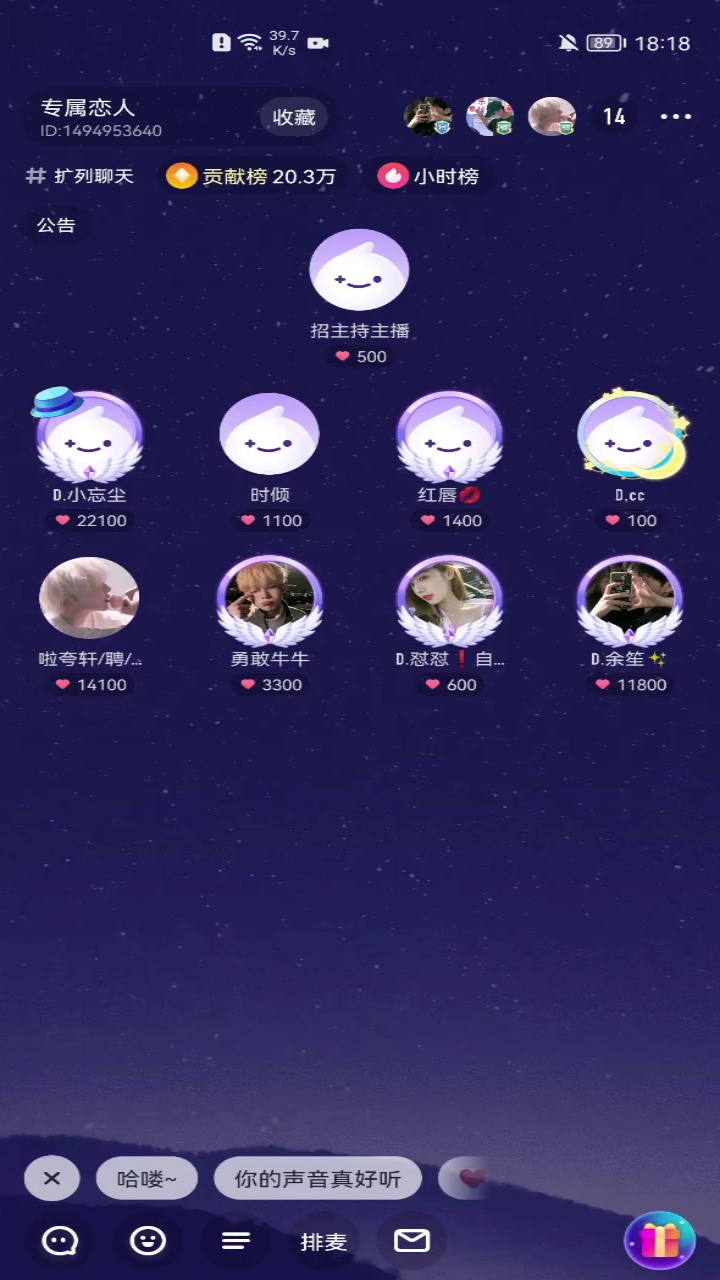 39.7
K/s
89
18:18
专属恋人
ID:1494953640
收藏
14
# 扩列聊天
贡献榜 20.3万
小时榜
公告
招主持主播
500
D.小忘尘
22100
时倾
1100
红唇💋
1400
D.cc
100
啦夸轩/聘/...
14100
勇敢牛牛
3300
D.怼怼❗自...
600
D.余笙✨
11800
哈喽~
你的声音真好听
排麦